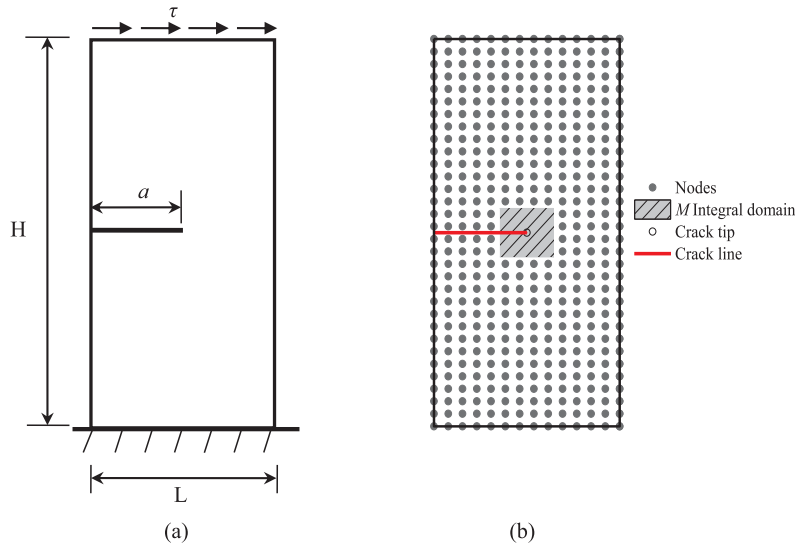 τ
a
H
L
Nodes
M Integral domain
Crack tip
Crack line
(a)
(b)